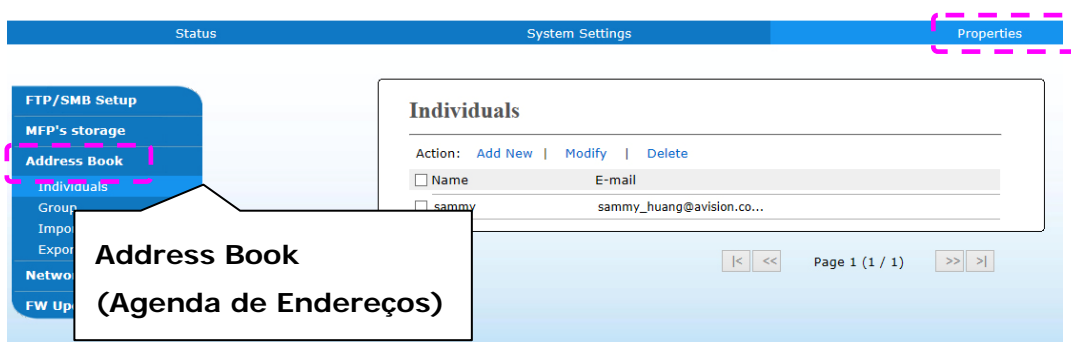 Status System Settings Properties
FTP/SMB Setup
MFP's storage
Address Book
Individuals
Group
Address Book
(Agenda de Endereços)
Individuals
Action: Add New | Modify | Delete
Name E-mail
sammy sammy_huang@avision.co...
|< << Page 1 (1 / 1) >> >|